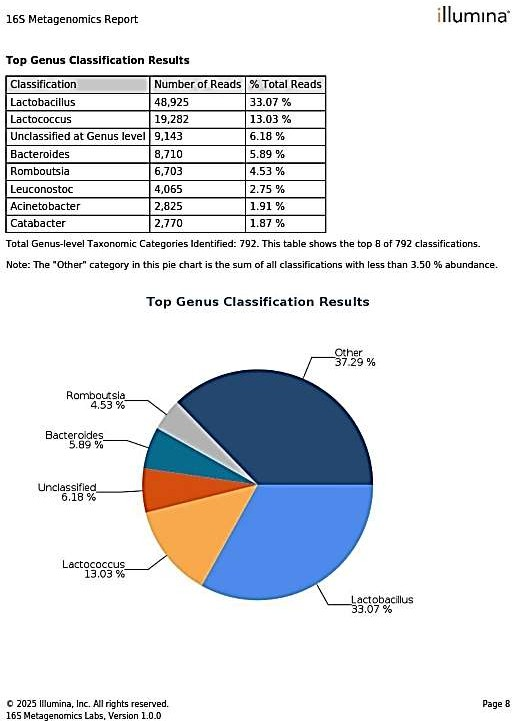 16S Metagenomics Report
illumina®
Top Genus Classification Results
Classification Number of Reads % Total Reads
Lactobacillus 48,925 33.07 %
Lactococcus 19,282 13.03 %
Unclassified at Genus level 9,143 6.18 %
Bacteroides 8,710 5.89 %
Romboutsia 6,703 4.53 %
Leuconostoc 4,065 2.75 %
Acinetobacter 2,825 1.91 %
Catabacter 2,770 1.87 %
Total Genus-level Taxonomic Categories Identified: 792. This table shows the top 8 of 792 classifications.
Note: The "Other" category in this pie chart is the sum of all classifications with less than 3.50 % abundance.
Top Genus Classification Results
Other
37.29 %
Romboutsia
4.53 %
Bacteroides
5.89 %
Unclassified
6.18 %
Lactococcus
13.03 %
Lactobacillus
33.07 %
© 2025 Illumina, Inc. All rights reserved. Page 8
16S Metagenomics Labs, Version 1.0.0